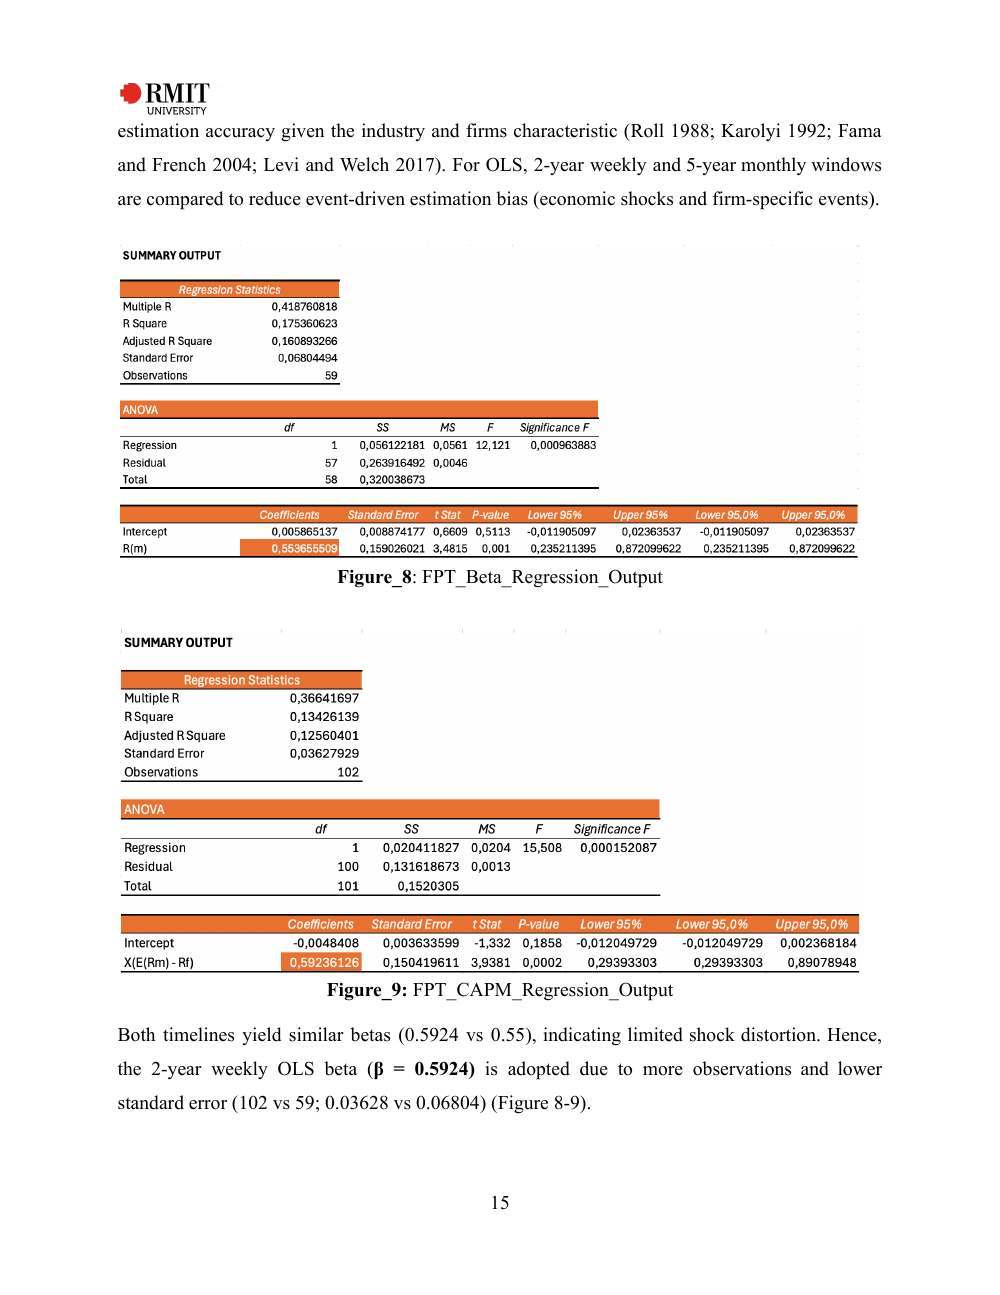 RMIT
UNIVERSITY
estimation accuracy given the industry and firms characteristic (Roll 1988; Karolyi 1992; Fama
and French 2004; Levi and Welch 2017). For OLS, 2-year weekly and 5-year monthly windows
are compared to reduce event-driven estimation bias (economic shocks and firm-specific events).
SUMMARY OUTPUT
Regression Statistics
Multiple R 0,418760818
R Square 0,175360623
Adjusted R Square 0,160893266
Standard Error 0,06804494
Observations 59
ANOVA
df SS MS F Significance F
Regression 1 0,056122181 0,0561 12,121 0,000963883
Residual 57 0,263916492 0,0046
Total 58 0,320038673
Coefficients Standard Error t Stat P-value Lower 95% Upper 95% Lower 95,0% Upper 95,0%
Intercept 0,005865137 0,008874177 0,6609 0,5113 -0,011905097 0,02363537 -0,011905097 0,02363537
R(m) 0,553655509 0,159026021 3,4815 0,001 0,235211395 0,872099622 0,235211395 0,872099622
Figure_8: FPT_Beta_Regression_Output
SUMMARY OUTPUT
Regression Statistics
Multiple R 0,36641697
R Square 0,13426139
Adjusted R Square 0,12560401
Standard Error 0,03627929
Observations 102
ANOVA
df SS MS F Significance F
Regression 1 0,020411827 0,0204 15,508 0,000152087
Residual 100 0,131618673 0,0013
Total 101 0,1520305
Coefficients Standard Error t Stat P-value Lower 95% Lower 95,0% Upper 95,0%
Intercept -0,0048408 0,003633599 -1,332 0,1858 -0,012049729 -0,012049729 0,002368184
X(E(Rm) - Rf) 0,59236126 0,150419611 3,9381 0,0002 0,29393303 0,29393303 0,89078948
Figure_9: FPT_CAPM_Regression_Output
Both timelines yield similar betas (0.5924 vs 0.55), indicating limited shock distortion. Hence,
the 2-year weekly OLS beta (β = 0.5924) is adopted due to more observations and lower
standard error (102 vs 59; 0.03628 vs 0.06804) (Figure 8-9).
15